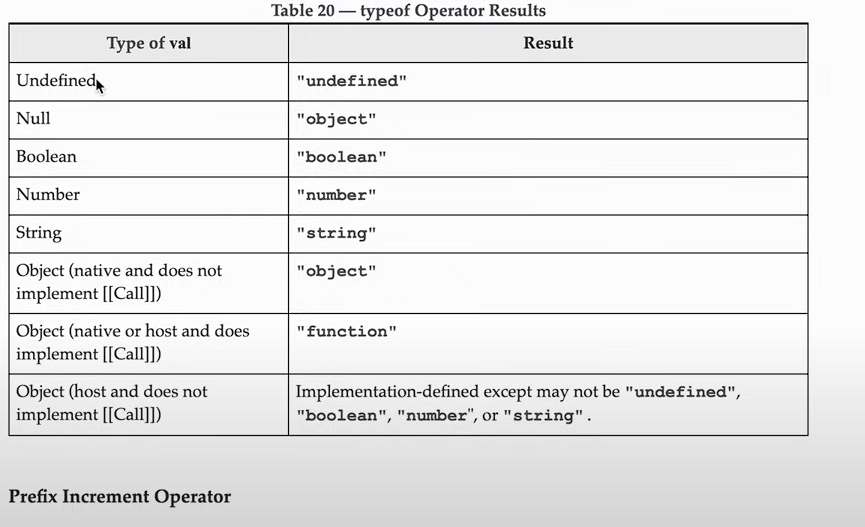 Table 20 — typeof Operator Results
Type of val Result
Undefined "undefined"
Null "object"
Boolean "boolean"
Number "number"
String "string"
Object (native and does not "object"
implement [[Call]])
Object (native or host and does "function"
implement [[Call]])
Object (host and does not Implementation-defined except may not be "undefined",
implement [[Call]]) "boolean", "number", or "string".
Prefix Increment Operator